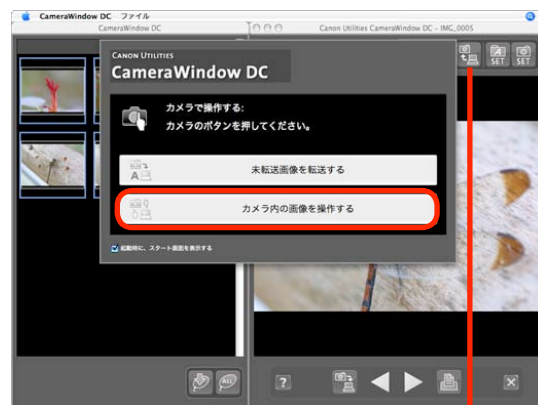 CameraWindow DC ファイル
CameraWindow DC
Canon Utilities CameraWindow DC – IMG_0005
SET SET
CANON UTILITIES
CameraWindow DC
カメラで操作する:
カメラのボタンを押してください。
A
未転送画像を転送する
カメラ内の画像を操作する
起動時に、スタート画面を表示する
ALL
?